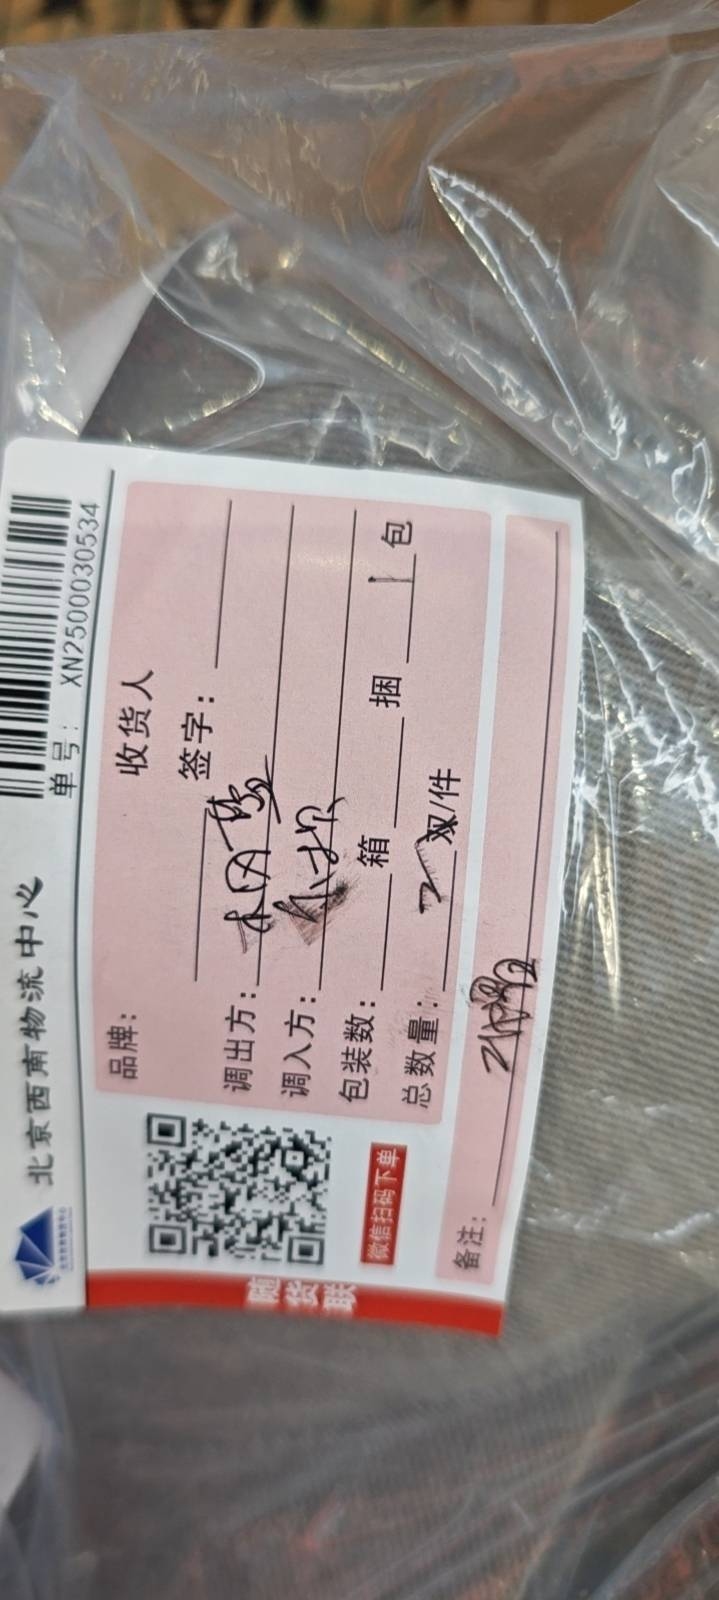 北京西南物流中心
单号： XN2500030534
品牌：
收货人
签字：
调出方：
调入方：
包装数： 箱 捆 1 包
总数量： 2 双/件
备注：
微信扫码下单
随货联